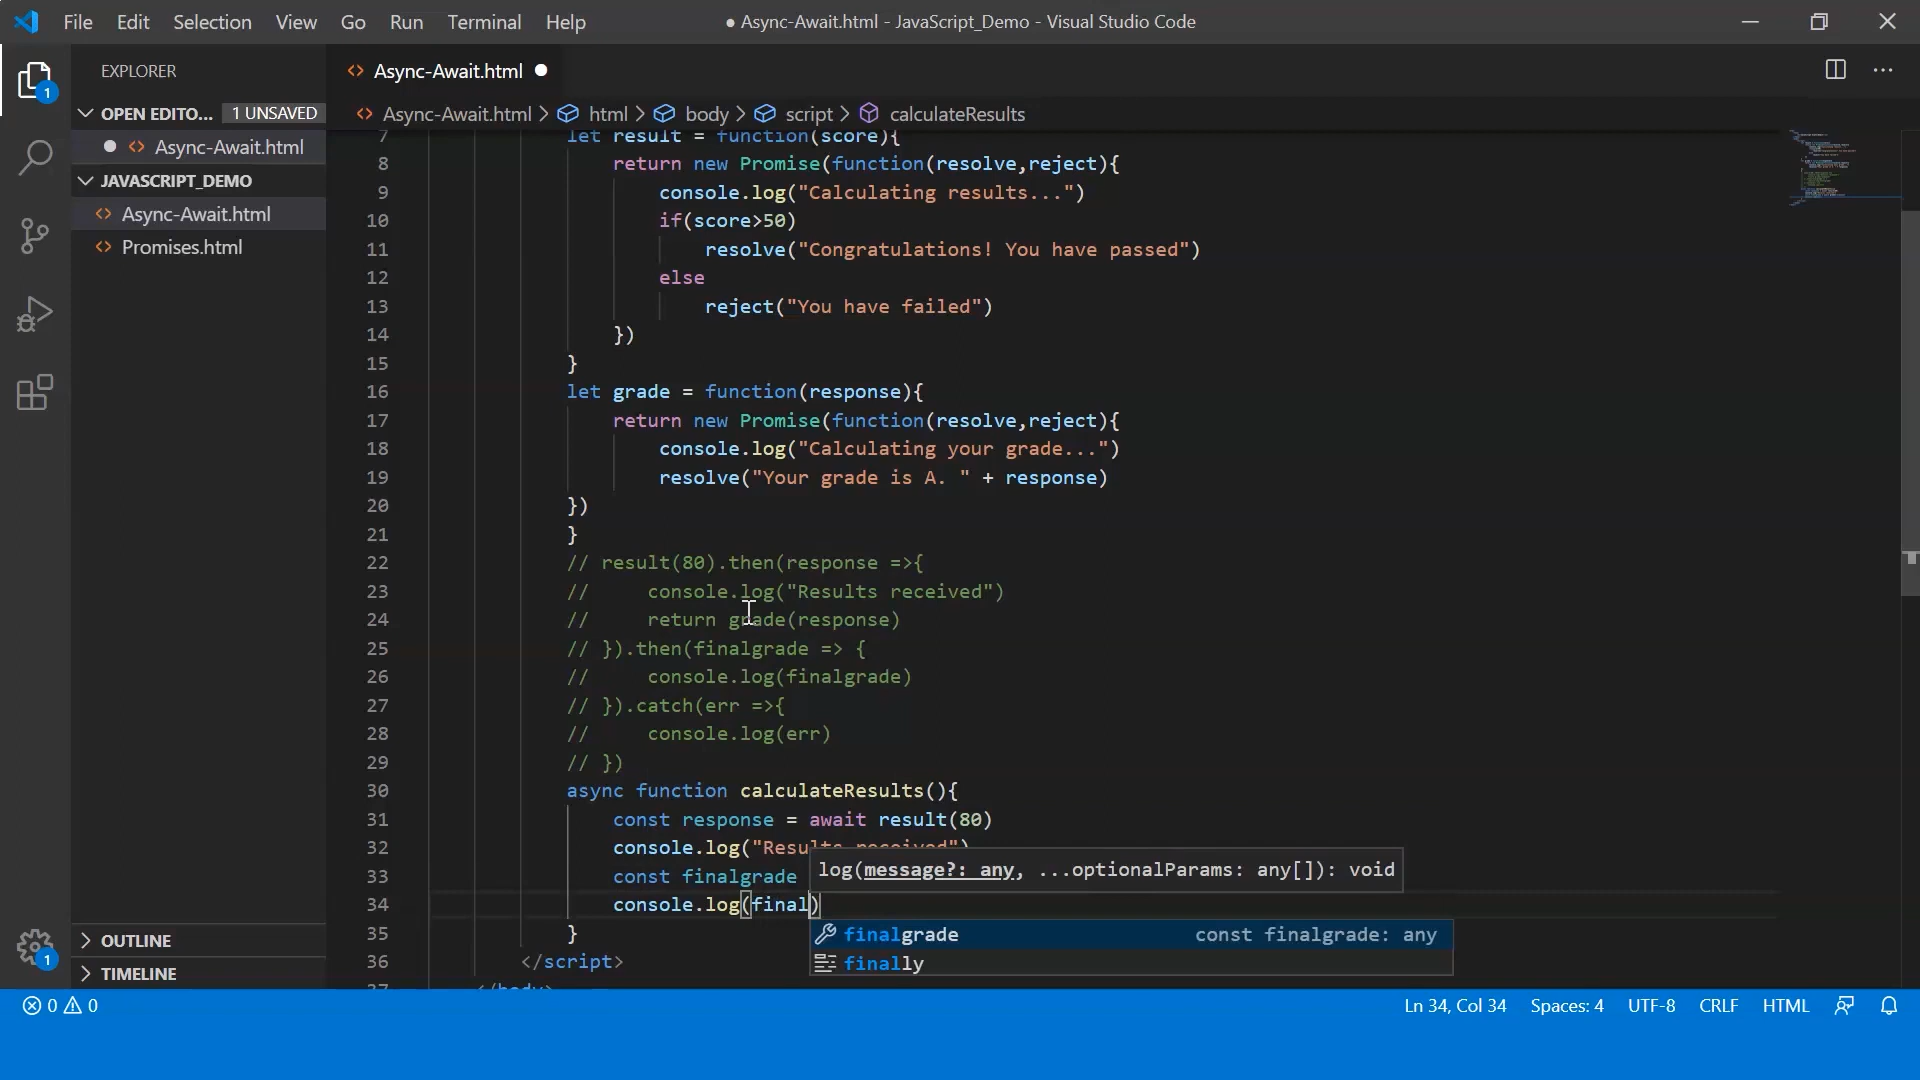 File Edit Selection View Go Run Terminal Help
● Async-Await.html - JavaScript_Demo - Visual Studio Code
EXPLORER
OPEN EDITO... 1 UNSAVED
Async-Await.html
JAVASCRIPT_DEMO
Async-Await.html
Promises.html
OUTLINE
TIMELINE
1
1
Async-Await.html
Async-Await.html > html > body > script > calculateResults
7 let result = function(score){
8 return new Promise(function(resolve,reject){
9 console.log("Calculating results...")
10 if(score>50)
11 resolve("Congratulations! You have passed")
12 else
13 reject("You have failed")
14 })
15 }
16 let grade = function(response){
17 return new Promise(function(resolve,reject){
18 console.log("Calculating your grade...")
19 resolve("Your grade is A. " + response)
20 })
21 }
22 // result(80).then(response =>{
23 // console.log("Results received")
24 // return grade(response)
25 // }).then(finalgrade => {
26 // console.log(finalgrade)
27 // }).catch(err =>{
28 // console.log(err)
29 // })
30 async function calculateResults(){
31 const response = await result(80)
32 console.log("Results received")
33 const finalgrade
log(message?: any, ...optionalParams: any[]): void
34 console.log(final)
finalgrade const finalgrade: any
finally
35 }
36 </script>
37 </body>
0 0
Ln 34, Col 34 Spaces: 4 UTF-8 CRLF HTML